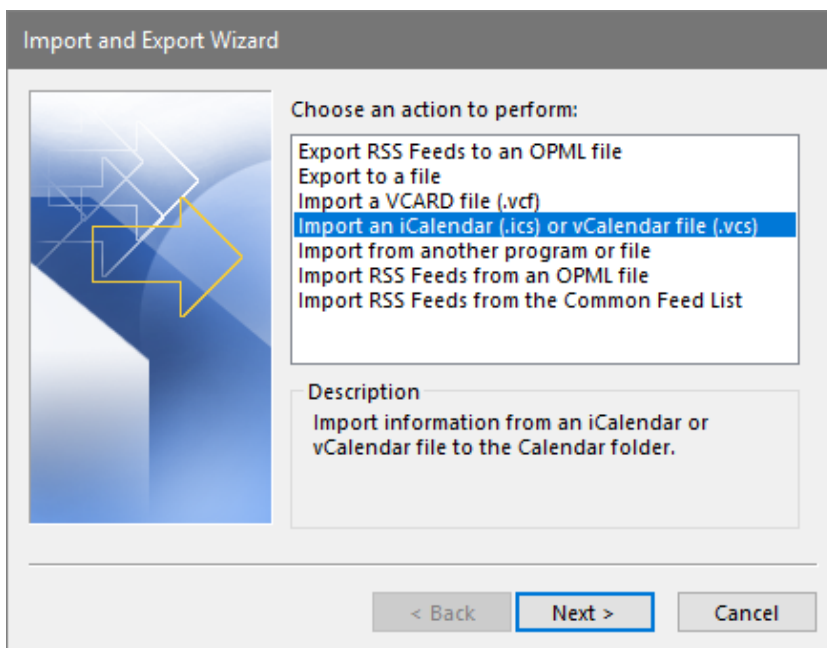 Import and Export Wizard
Choose an action to perform:
Export RSS Feeds to an OPML file
Export to a file
Import a VCARD file (.vcf)
Import an iCalendar (.ics) or vCalendar file (.vcs)
Import from another program or file
Import RSS Feeds from an OPML file
Import RSS Feeds from the Common Feed List
Description
Import information from an iCalendar or
vCalendar file to the Calendar folder.
< Back Next > Cancel